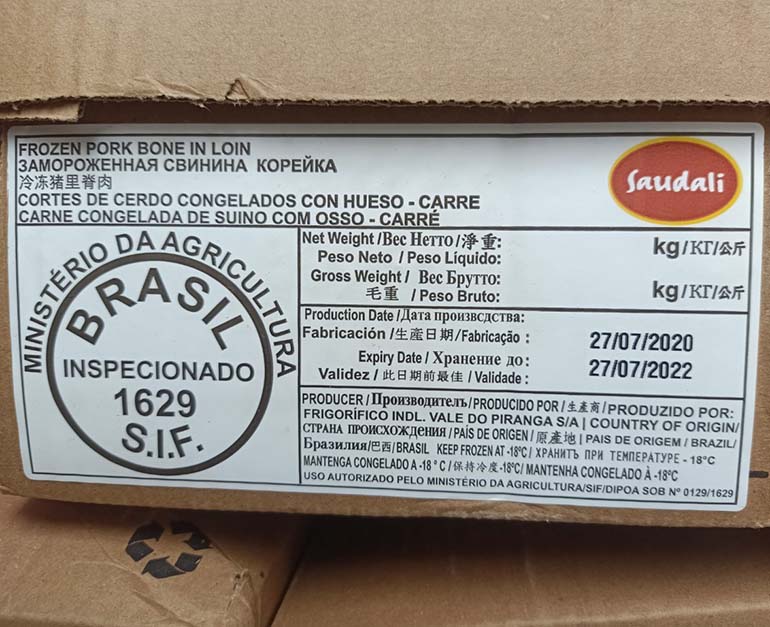 FROZEN PORK BONE IN LOIN
ЗАМОРОЖЕННАЯ СВИНИНА КОРЕЙКА
冷冻猪里脊肉
CORTES DE CERDO CONGELADOS CON HUESO - CARRE
CARNE CONGELADA DE SUINO COM OSSO - CARRÉ
Saudali
MINISTÉRIO DA AGRICULTURA
BRASIL
INSPECIONADO
1629
S.I.F.
Net Weight /Вес Нетто /淨重: kg/КГ/公斤
Peso Neto / Peso Líquido:
Gross Weight / Вес Брутто: kg/КГ/公斤
毛重 / Peso Bruto:
Production Date /Дата произвсдства:
Fabricación /生産日期/Fabricação : 27/07/2020
Expiry Date / Хранение до: 27/07/2022
Validez / 此日期前最佳 / Validade :
PRODUCER / Производитель/PRODUCIDO POR / 生産商/ PRODUZIDO POR:
FRIGORÍFICO INDL. VALE DO PIRANGA S/A | COUNTRY OF ORIGIN/
СТРАНА ПРОИСХОЖДЕНИЯ / PAÍS DE ORIGEN / 原產地 | PAIS DE ORIGEM / BRAZIL/
Бразилия/巴西/BRASIL KEEP FROZEN AT -18°C / ХРАНИТЬ ПРИ ТЕМПЕРАТУРЕ - 18°C
MANTENGA CONGELADO A -18 ° C / 保持冷度-18°C/ MANTENHA CONGELADO À -18°C
USO AUTORIZADO PELO MINISTÉRIO DA AGRICULTURA/SIF/DIPOA SOB Nº 0129/1629